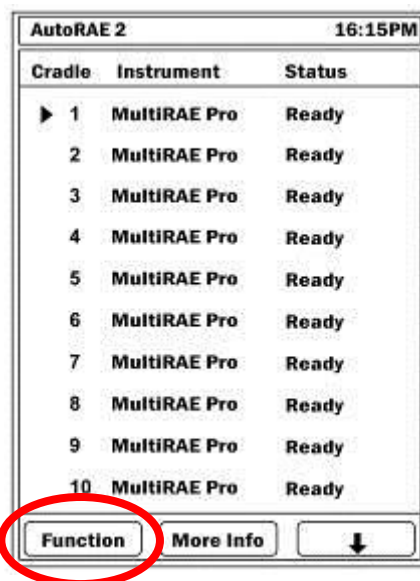 AutoRAE 2 16:15PM
Cradle Instrument Status
1 MultiRAE Pro Ready
2 MultiRAE Pro Ready
3 MultiRAE Pro Ready
4 MultiRAE Pro Ready
5 MultiRAE Pro Ready
6 MultiRAE Pro Ready
7 MultiRAE Pro Ready
8 MultiRAE Pro Ready
9 MultiRAE Pro Ready
10 MultiRAE Pro Ready
Function More Info